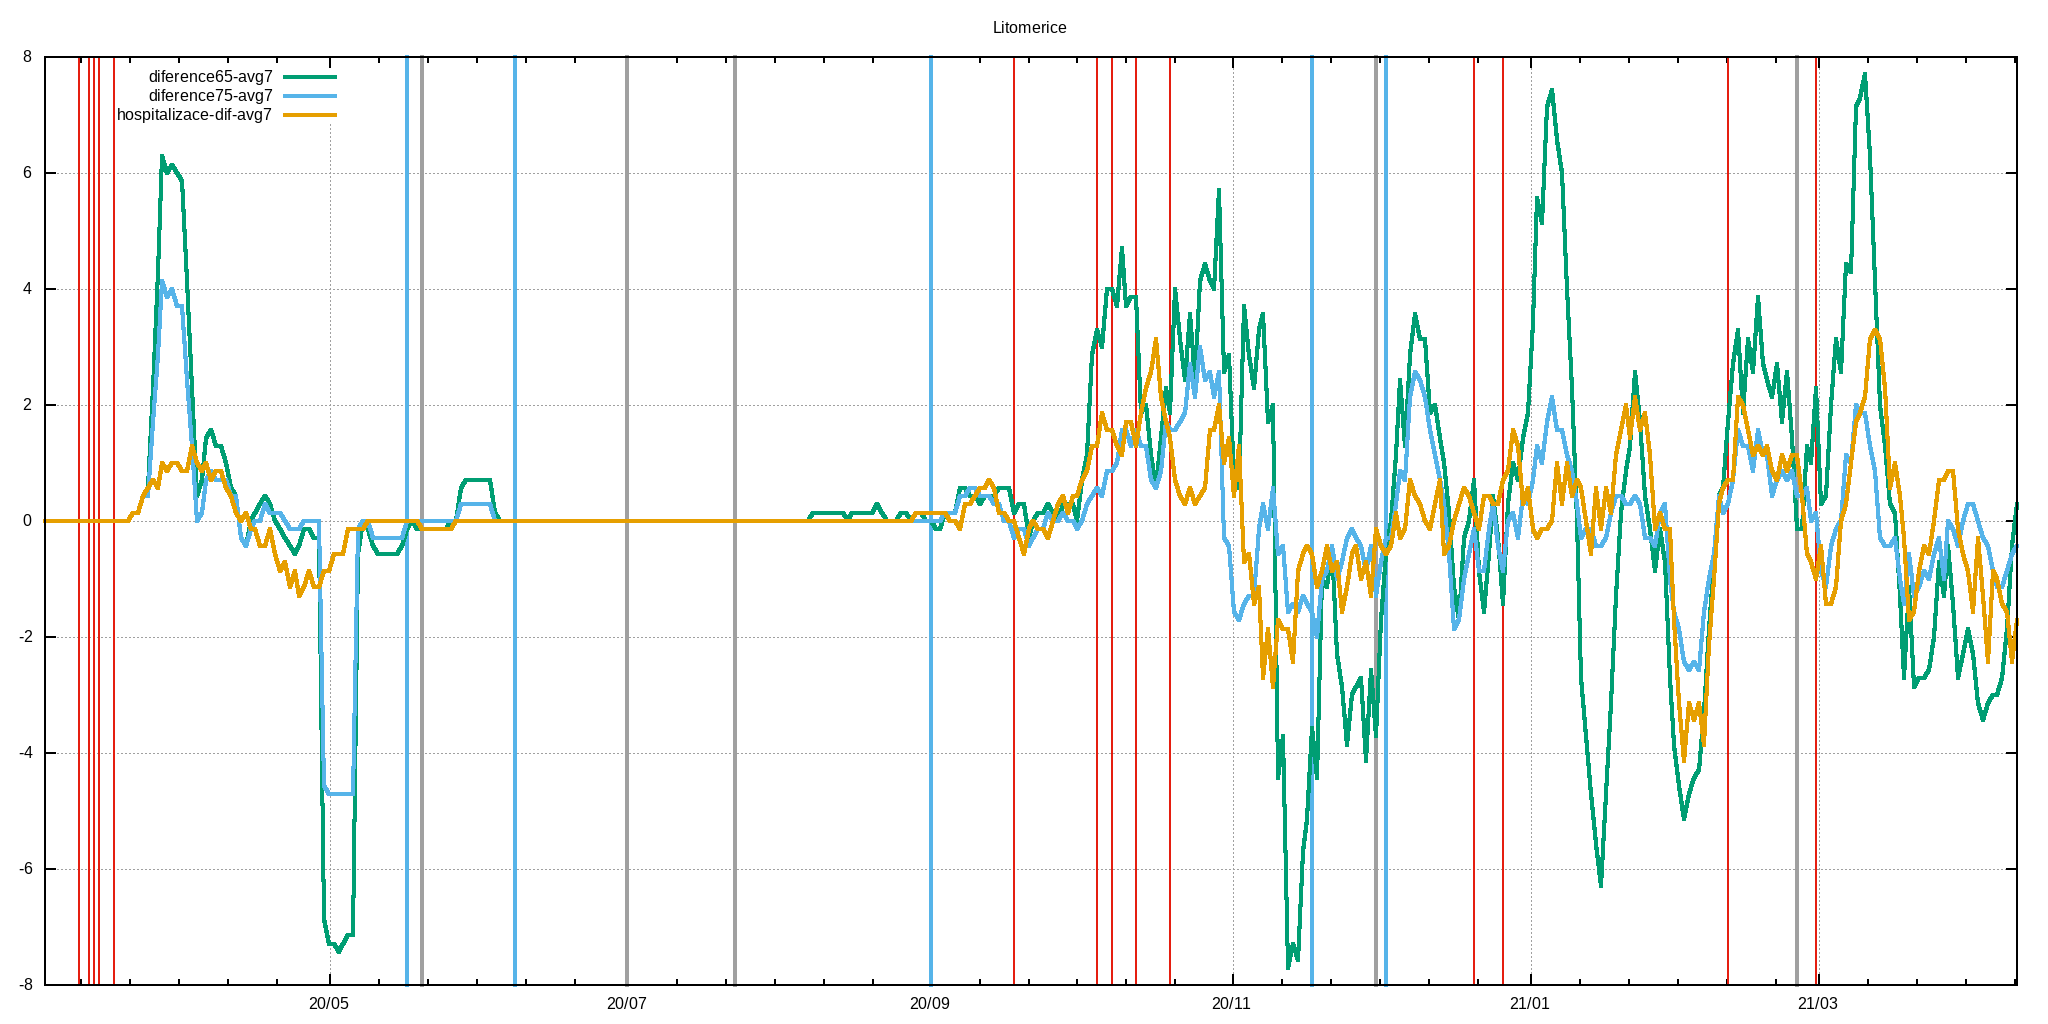 Litomerice
8
diference65-avg7
diference75-avg7
hospitalizace-dif-avg7
6
4
2
0
-2
-4
-6
-8
20/05 20/07 20/09 20/11 21/01 21/03